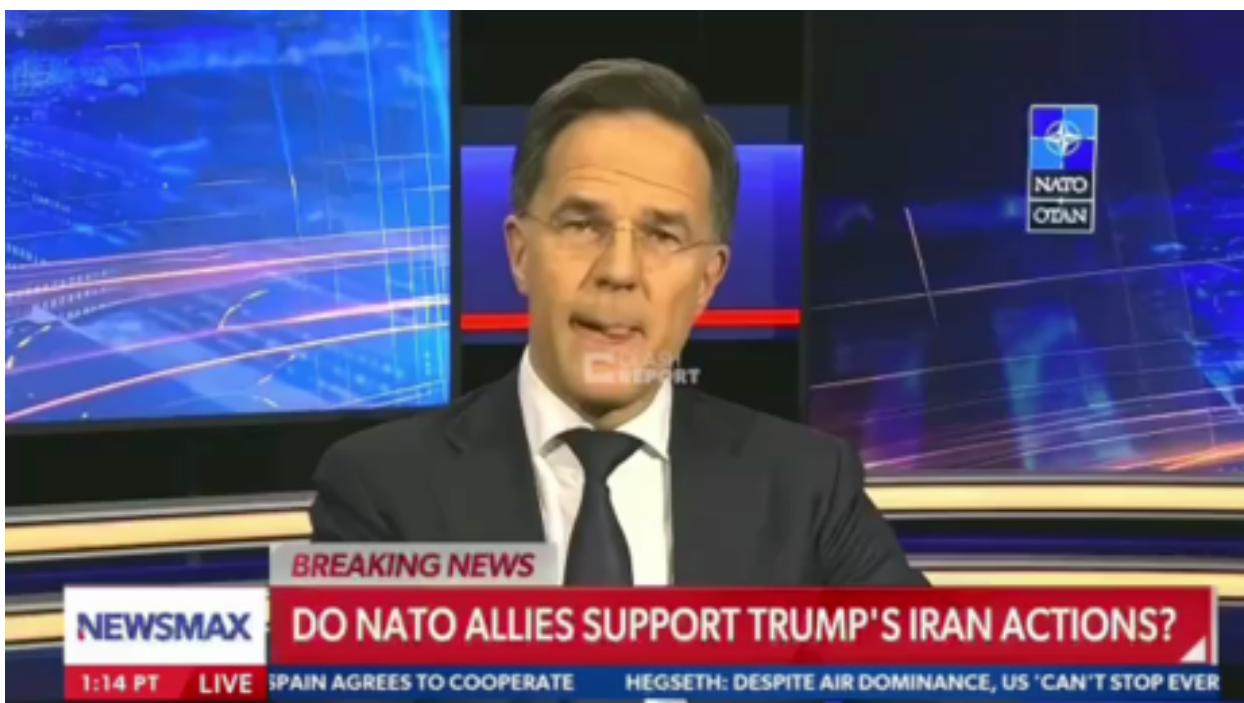 NATO
OTAN
CLASH
REPORT
BREAKING NEWS
NEWSMAX
DO NATO ALLIES SUPPORT TRUMP'S IRAN ACTIONS?
1:14 PT LIVE SPAIN AGREES TO COOPERATE HEGSETH: DESPITE AIR DOMINANCE, US 'CAN'T STOP EVER